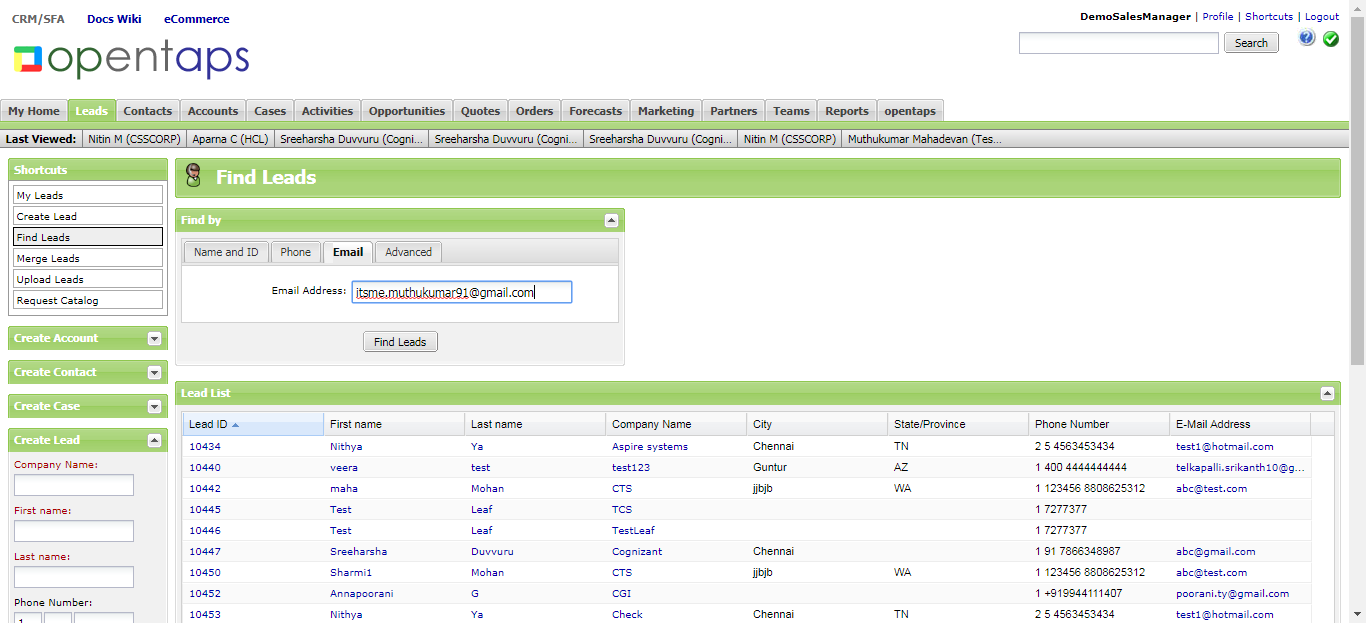 CRM/SFA Docs Wiki eCommerce
DemoSalesManager | Profile | Shortcuts | Logout
opentaps
Search
My Home Leads Contacts Accounts Cases Activities Opportunities Quotes Orders Forecasts Marketing Partners Teams Reports opentaps
Last Viewed: Nitin M (CSSCORP) Aparna C (HCL) Sreeharsha Duvvuru (Cogni... Sreeharsha Duvvuru (Cogni... Sreeharsha Duvvuru (Cogni... Nitin M (CSSCORP) Muthukumar Mahadevan (Tes...
Shortcuts
My Leads
Create Lead
Find Leads
Merge Leads
Upload Leads
Request Catalog
Create Account
Create Contact
Create Case
Create Lead
Company Name:
First name:
Last name:
Phone Number:
1
Find Leads
Find by
Name and ID Phone Email Advanced
Email Address: itsme.muthukumar91@gmail.com
Find Leads
Lead List
Lead ID First name Last name Company Name City State/Province Phone Number E-Mail Address
10434 Nithya Ya Aspire systems Chennai TN 2 5 4563453434 test1@hotmail.com
10440 veera test test123 Guntur AZ 1 400 4444444444 telkapalli.srikanth10@g...
10442 maha Mohan CTS jjbjb WA 1 123456 8808625312 abc@test.com
10445 Test Leaf TCS 1 7277377
10446 Test Leaf TestLeaf 1 7277377
10447 Sreeharsha Duvvuru Cognizant Chennai 1 91 7866348987 abc@gmail.com
10450 Sharmi1 Mohan CTS jjbjb WA 1 123456 8808625312 abc@test.com
10452 Annapoorani G CGI 1 +919944111407 poorani.ty@gmail.com
10453 Nithya Ya Check Chennai TN 2 5 4563453434 test1@hotmail.com